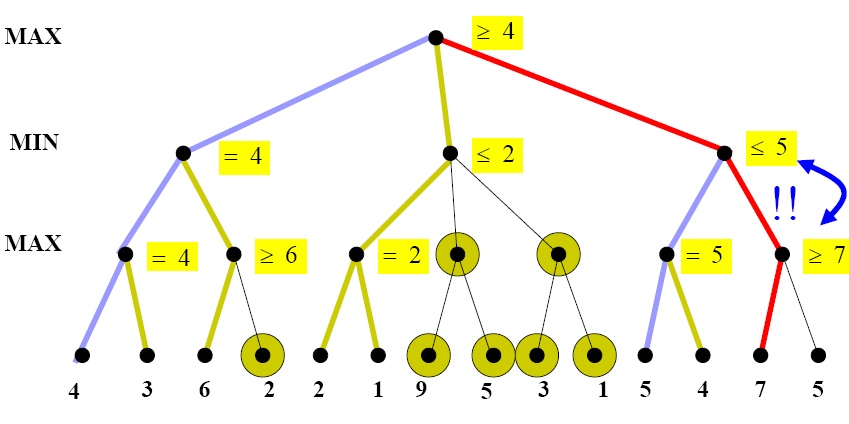 MAX ≥ 4
MIN = 4 ≤ 2 ≤ 5
!!
MAX = 4 ≥ 6 = 2 = 5 ≥ 7
4 3 6 2 2 1 9 5 3 1 5 4 7 5